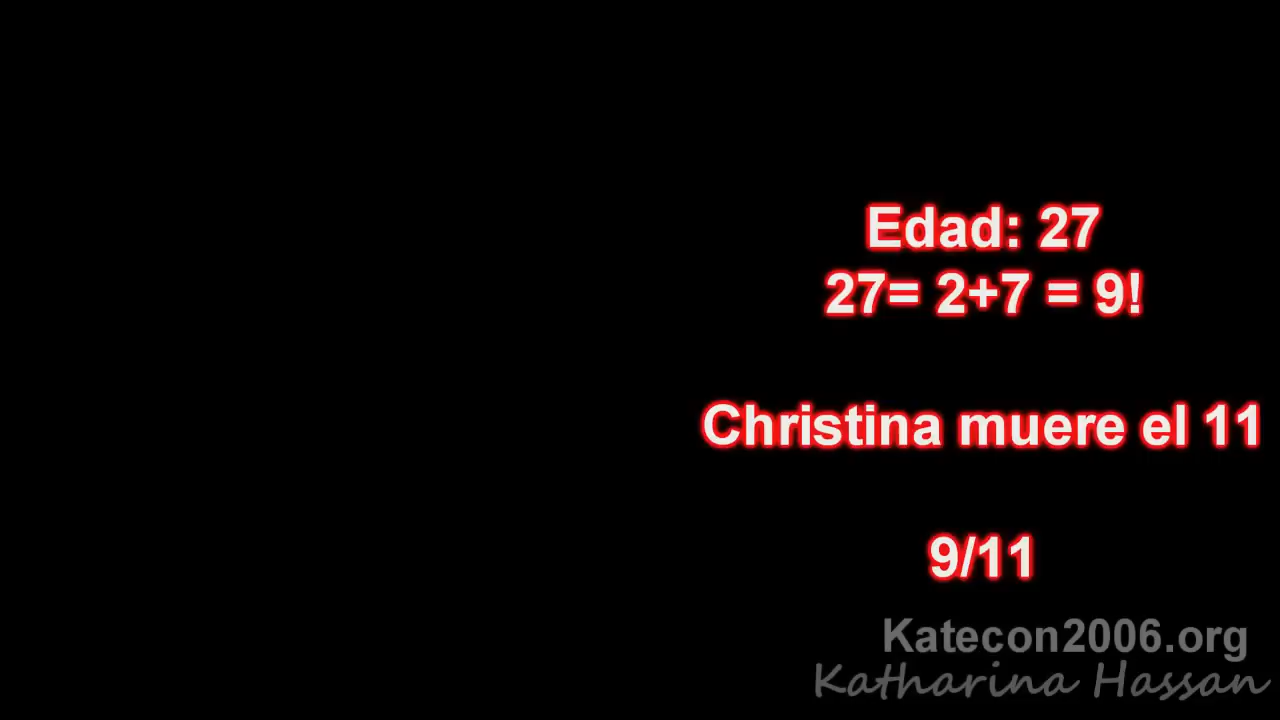 Edad: 27
27= 2+7 = 9!
Christina muere el 11
9/11
Katecon2006.org
Katharina Hassan